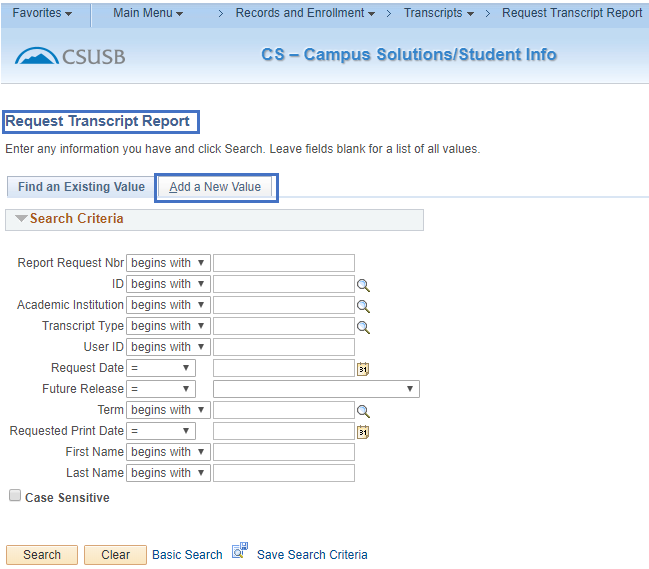 Favorites Main Menu > Records and Enrollment > Transcripts > Request Transcript Report
CSUSB CS – Campus Solutions/Student Info
Request Transcript Report
Enter any information you have and click Search. Leave fields blank for a list of all values.
Find an Existing Value Add a New Value
Search Criteria
Report Request Nbr begins with
ID begins with
Academic Institution begins with
Transcript Type begins with
User ID begins with
Request Date = 31
Future Release =
Term begins with
Requested Print Date = 31
First Name begins with
Last Name begins with
Case Sensitive
Search Clear Basic Search Save Search Criteria